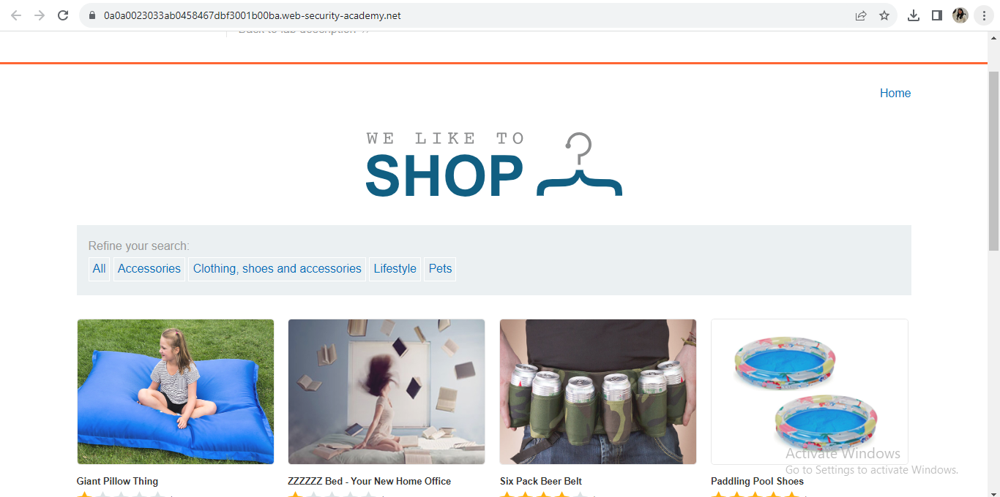 0a0a0023033ab0458467dbf3001b00ba.web-security-academy.net
Back to lab description
Home
WE LIKE TO
SHOP
Refine your search:
All Accessories Clothing, shoes and accessories Lifestyle Pets
Giant Pillow Thing ZZZZZZ Bed - Your New Home Office Six Pack Beer Belt Paddling Pool Shoes
Activate Windows
Go to Settings to activate Windows.